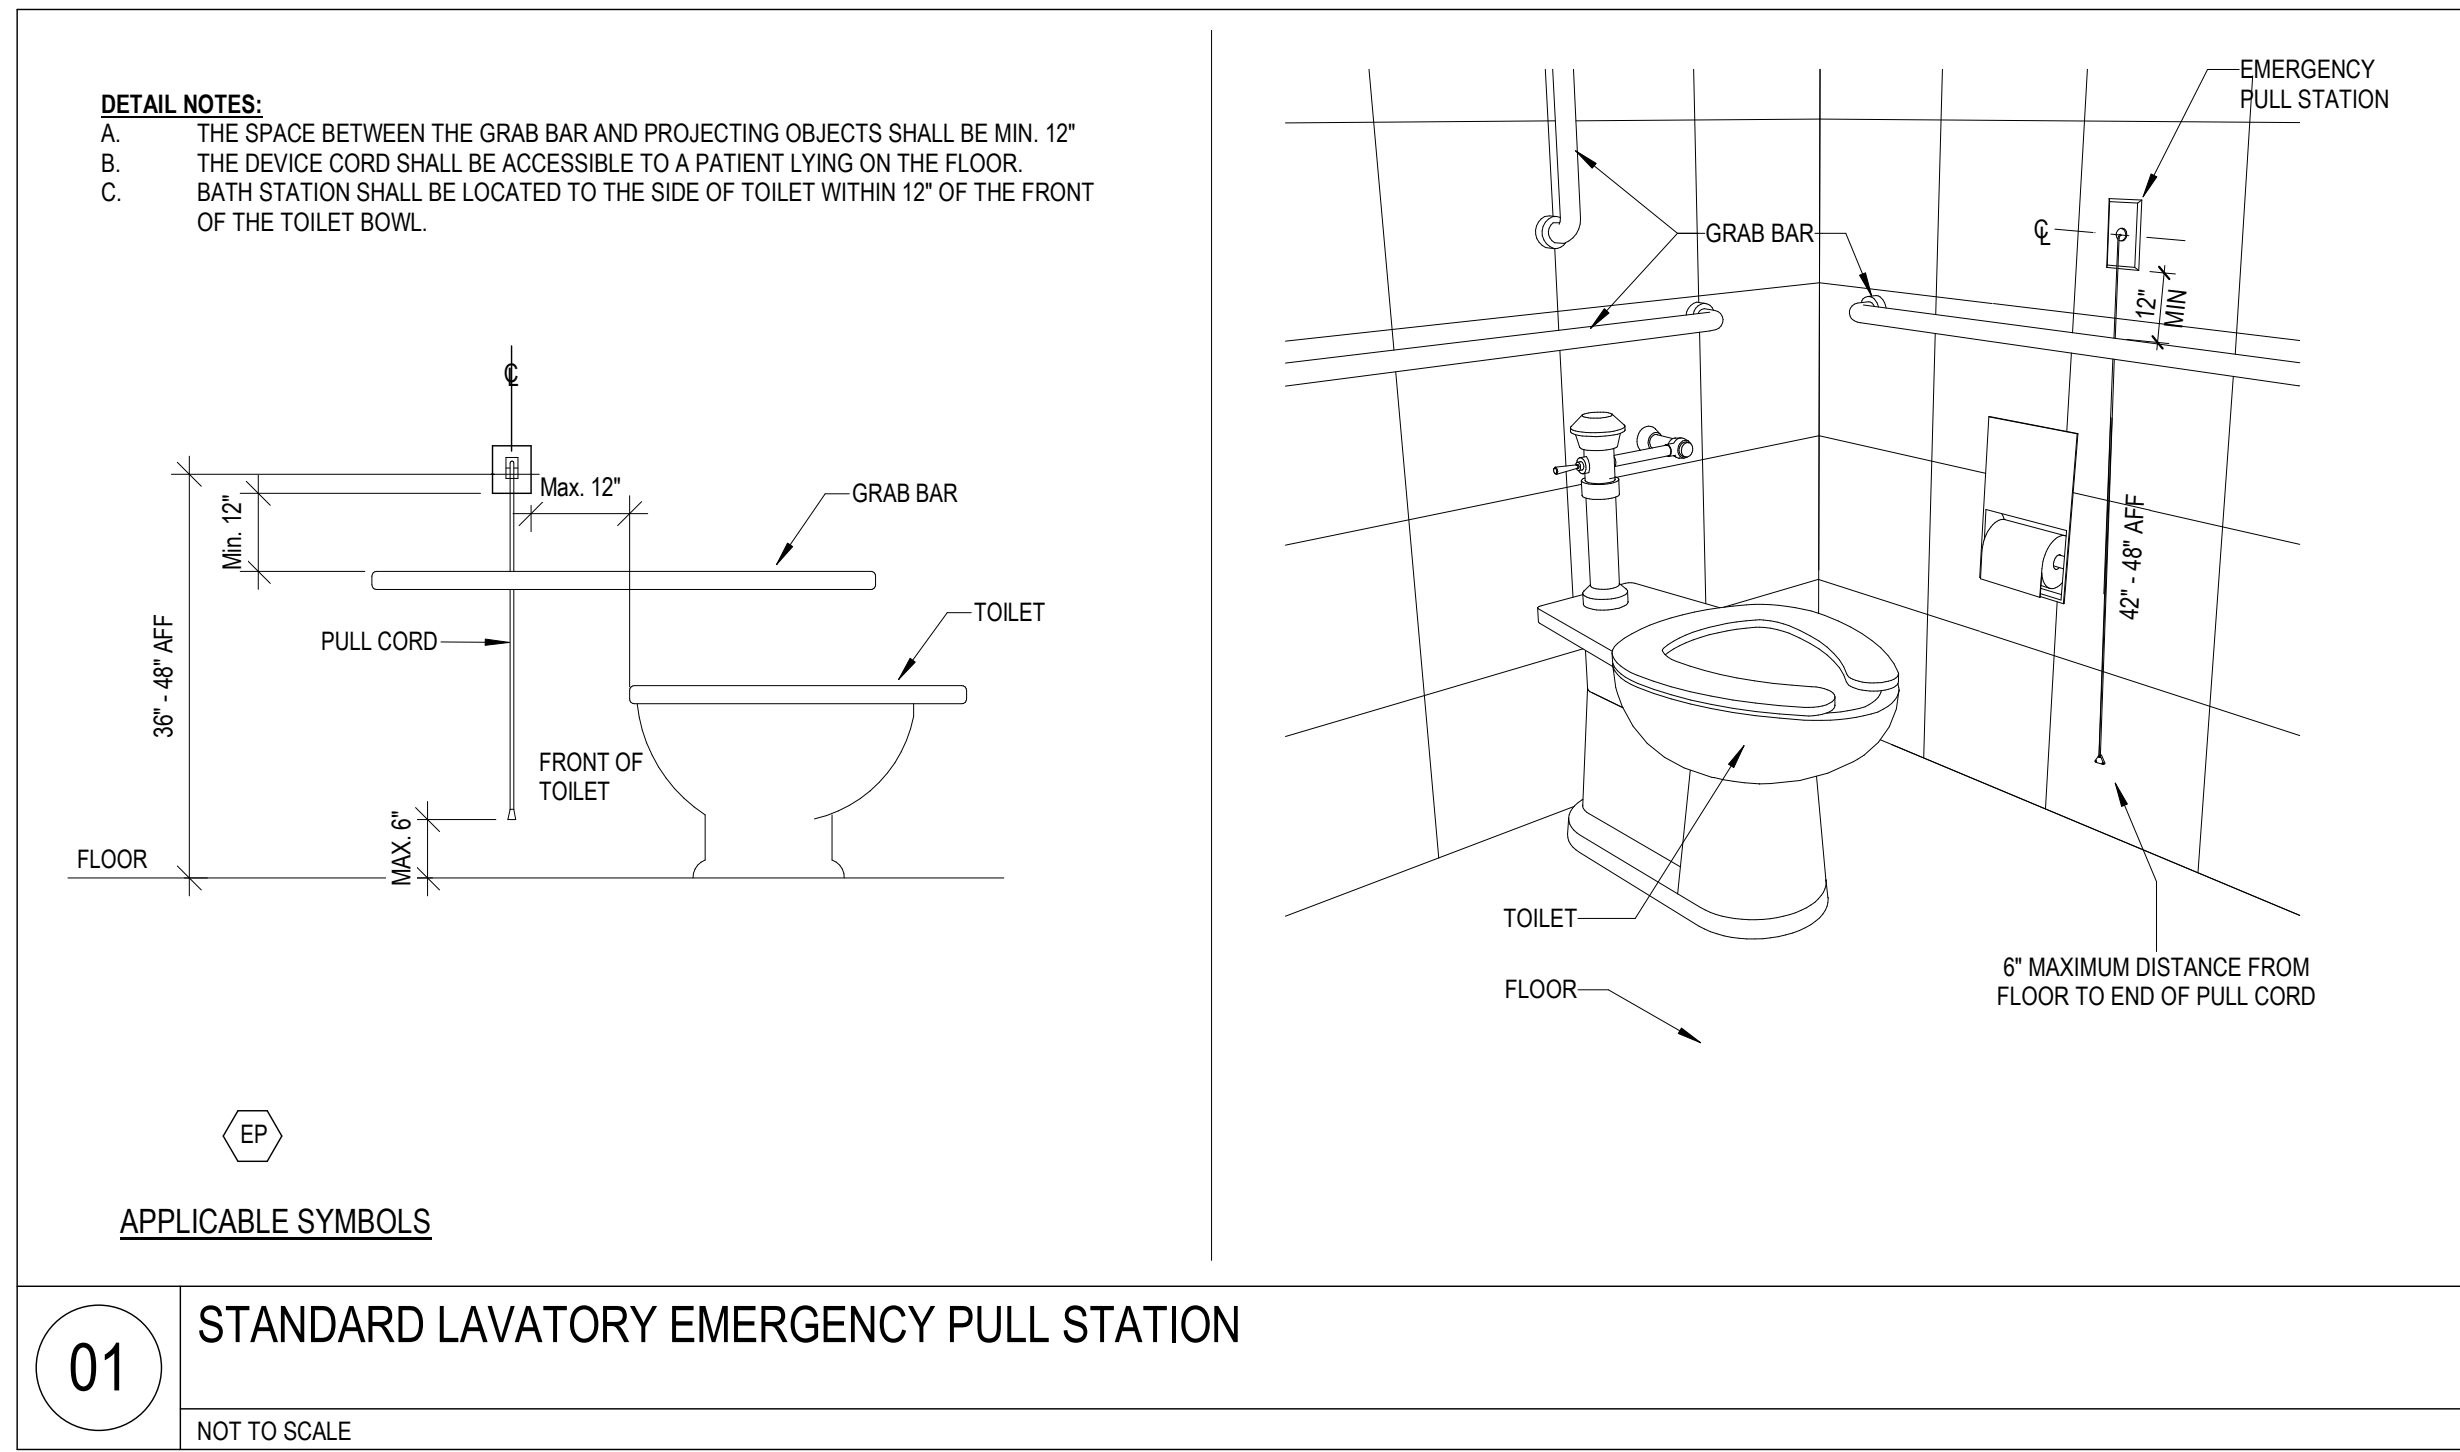 DETAIL NOTES:
A. THE SPACE BETWEEN THE GRAB BAR AND PROJECTING OBJECTS SHALL BE MIN. 12"
B. THE DEVICE CORD SHALL BE ACCESSIBLE TO A PATIENT LYING ON THE FLOOR.
C. BATH STATION SHALL BE LOCATED TO THE SIDE OF TOILET WITHIN 12" OF THE FRONT
OF THE TOILET BOWL.
℄
Max. 12"
Min. 12"
GRAB BAR
TOILET
PULL CORD
36" - 48" AFF
FRONT OF
TOILET
MAX. 6"
FLOOR
EP
APPLICABLE SYMBOLS
EMERGENCY
PULL STATION
GRAB BAR
℄
12"
MIN
42" - 48" AFF
TOILET
FLOOR
6" MAXIMUM DISTANCE FROM
FLOOR TO END OF PULL CORD
01
STANDARD LAVATORY EMERGENCY PULL STATION
NOT TO SCALE